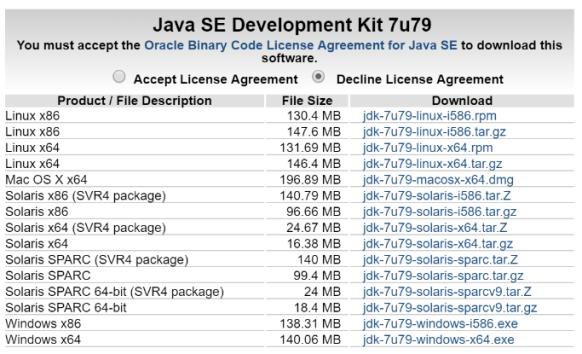 Java SE Development Kit 7u79
You must accept the Oracle Binary Code License Agreement for Java SE to download this
software.
Accept License Agreement Decline License Agreement
Product / File Description File Size Download
Linux x86 130.4 MB jdk-7u79-linux-i586.rpm
Linux x86 147.6 MB jdk-7u79-linux-i586.tar.gz
Linux x64 131.69 MB jdk-7u79-linux-x64.rpm
Linux x64 146.4 MB jdk-7u79-linux-x64.tar.gz
Mac OS X x64 196.89 MB jdk-7u79-macosx-x64.dmg
Solaris x86 (SVR4 package) 140.79 MB jdk-7u79-solaris-i586.tar.Z
Solaris x86 96.66 MB jdk-7u79-solaris-i586.tar.gz
Solaris x64 (SVR4 package) 24.67 MB jdk-7u79-solaris-x64.tar.Z
Solaris x64 16.38 MB jdk-7u79-solaris-x64.tar.gz
Solaris SPARC (SVR4 package) 140 MB jdk-7u79-solaris-sparc.tar.Z
Solaris SPARC 99.4 MB jdk-7u79-solaris-sparc.tar.gz
Solaris SPARC 64-bit (SVR4 package) 24 MB jdk-7u79-solaris-sparcv9.tar.Z
Solaris SPARC 64-bit 18.4 MB jdk-7u79-solaris-sparcv9.tar.gz
Windows x86 138.31 MB jdk-7u79-windows-i586.exe
Windows x64 140.06 MB jdk-7u79-windows-x64.exe